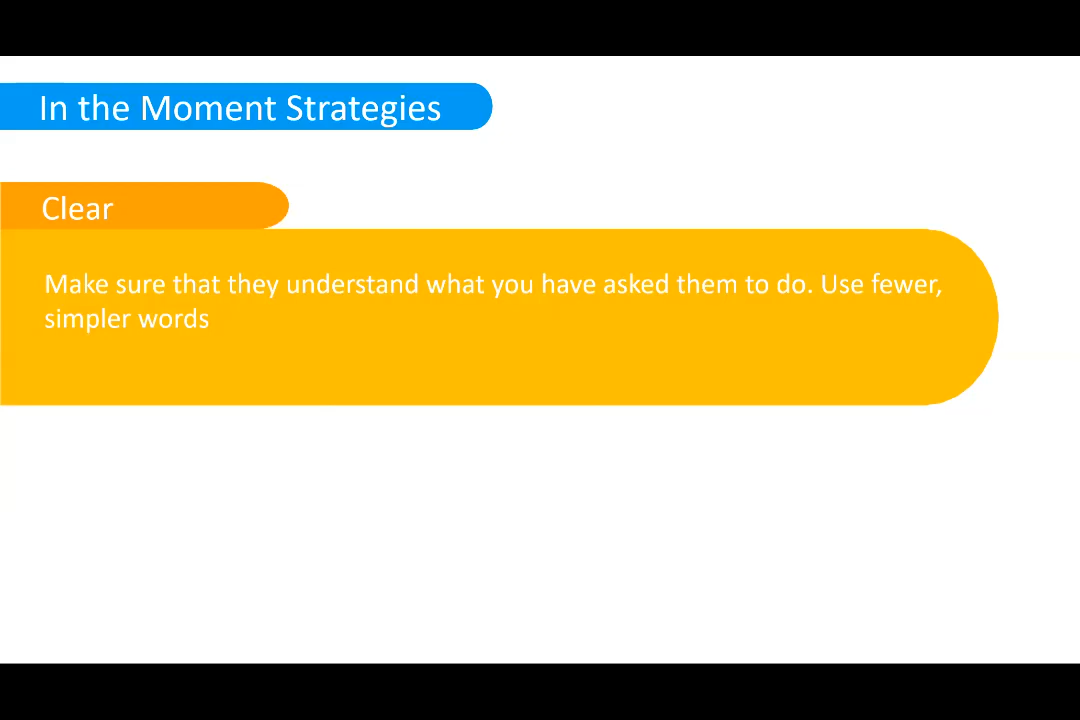 In the Moment Strategies
Clear
Make sure that they understand what you have asked them to do. Use fewer,
simpler words